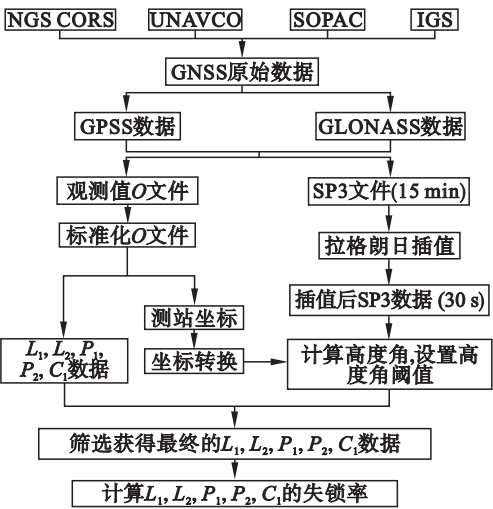 NGS CORS
UNAVCO
SOPAC
IGS
GNSS原始数据
GPSS数据
GLONASS数据
观测值O文件
SP3文件(15 min)
标准化O文件
拉格朗日插值
测站坐标
插值后SP3数据 (30 s)
L₁, L₂, P₁,
P₂, C₁数据
坐标转换
计算高度角,设置高
度角阈值
筛选获得最终的L₁, L₂, P₁, P₂, C₁数据
计算L₁, L₂, P₁, P₂, C₁的失锁率